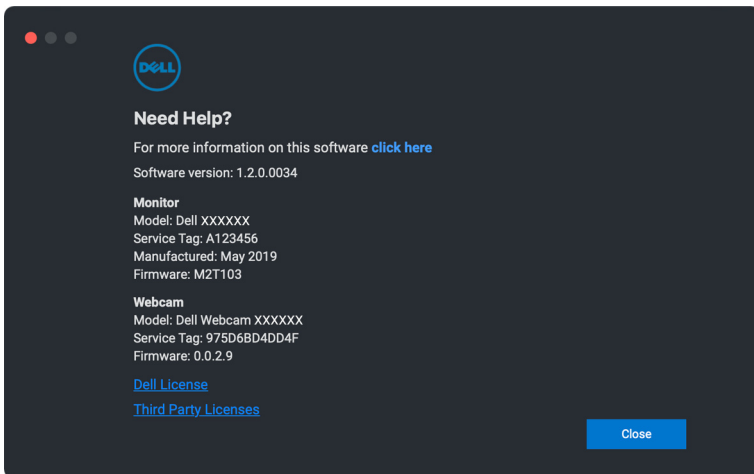 DELL
Need Help?
For more information on this software click here
Software version: 1.2.0.0034
Monitor
Model: Dell XXXXXX
Service Tag: A123456
Manufactured: May 2019
Firmware: M2T103
Webcam
Model: Dell Webcam XXXXXX
Service Tag: 975D6BD4DD4F
Firmware: 0.0.2.9
Dell License
Third Party Licenses
Close